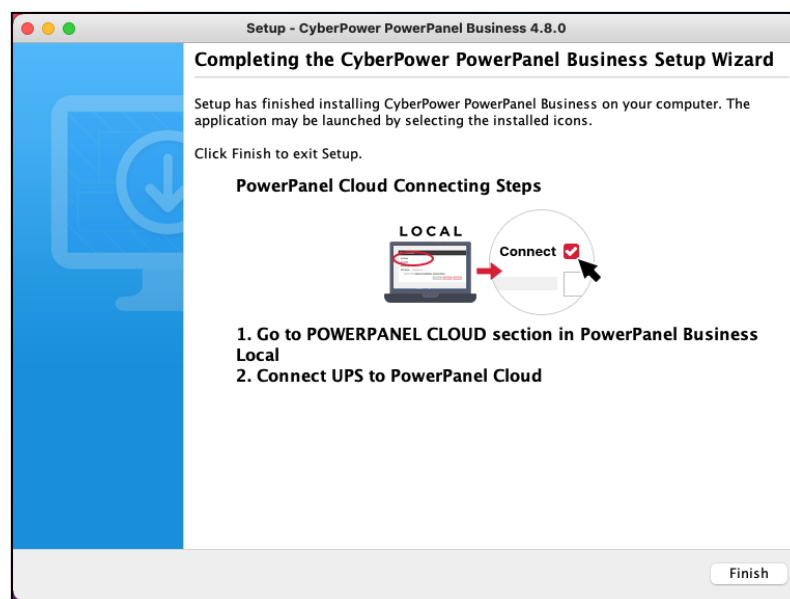 Setup - CyberPower PowerPanel Business 4.8.0
Completing the CyberPower PowerPanel Business Setup Wizard
Setup has finished installing CyberPower PowerPanel Business on your computer. The
application may be launched by selecting the installed icons.
Click Finish to exit Setup.
PowerPanel Cloud Connecting Steps
LOCAL
Connect
1. Go to POWERPANEL CLOUD section in PowerPanel Business
Local
2. Connect UPS to PowerPanel Cloud
Finish